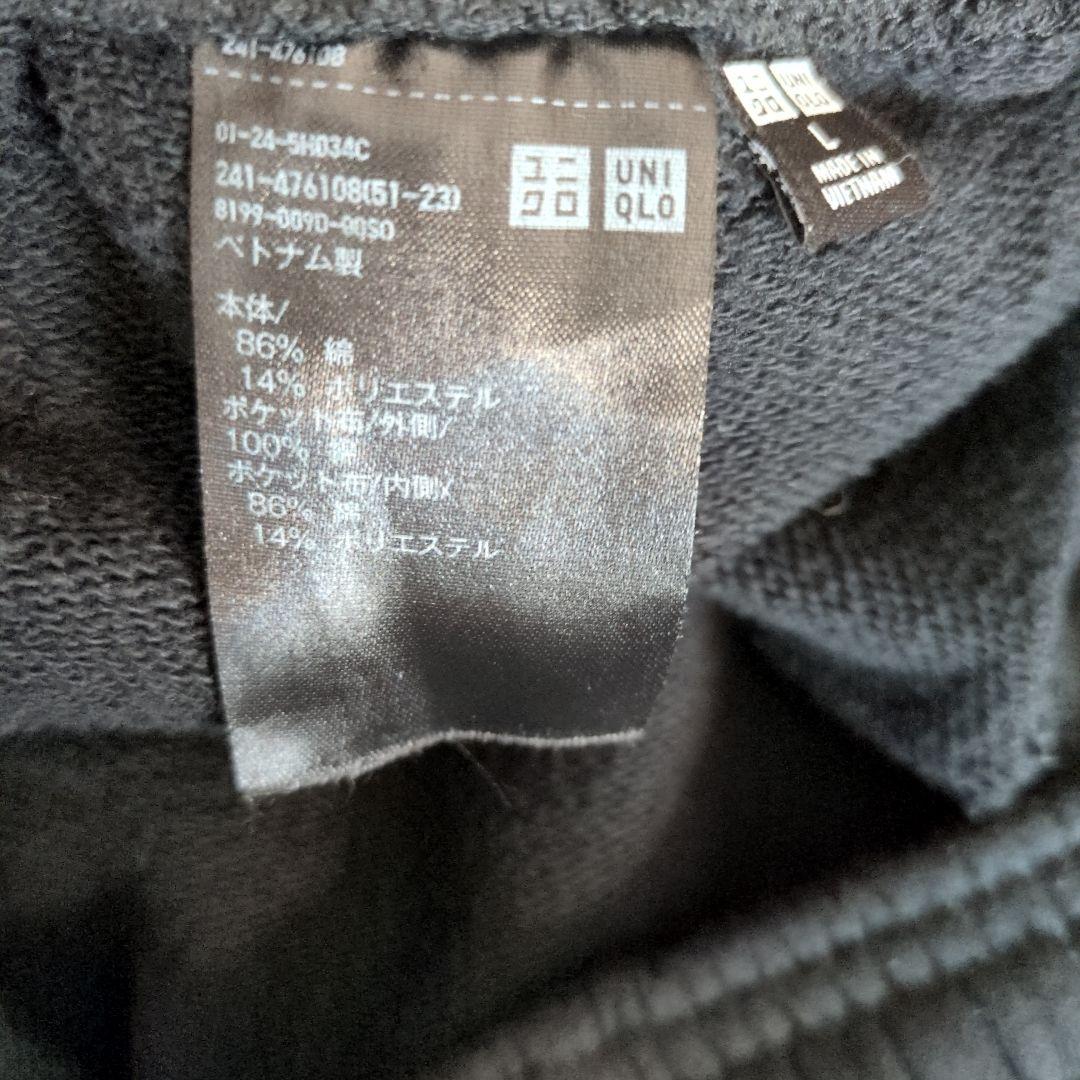 241-476108
01-24-5H034C
241-476108(51-23)
8199-009D-00SO
ベトナム製
本体/
86% 綿
14% ポリエステル
ポケット布/外側/
100% 綿
ポケット布/内側/
86% 綿
14% ポリエステル
ユニ
クロ
UNI
QLO
ユニ
クロ
UNI
QLO
L
MADE IN
VIETNAM